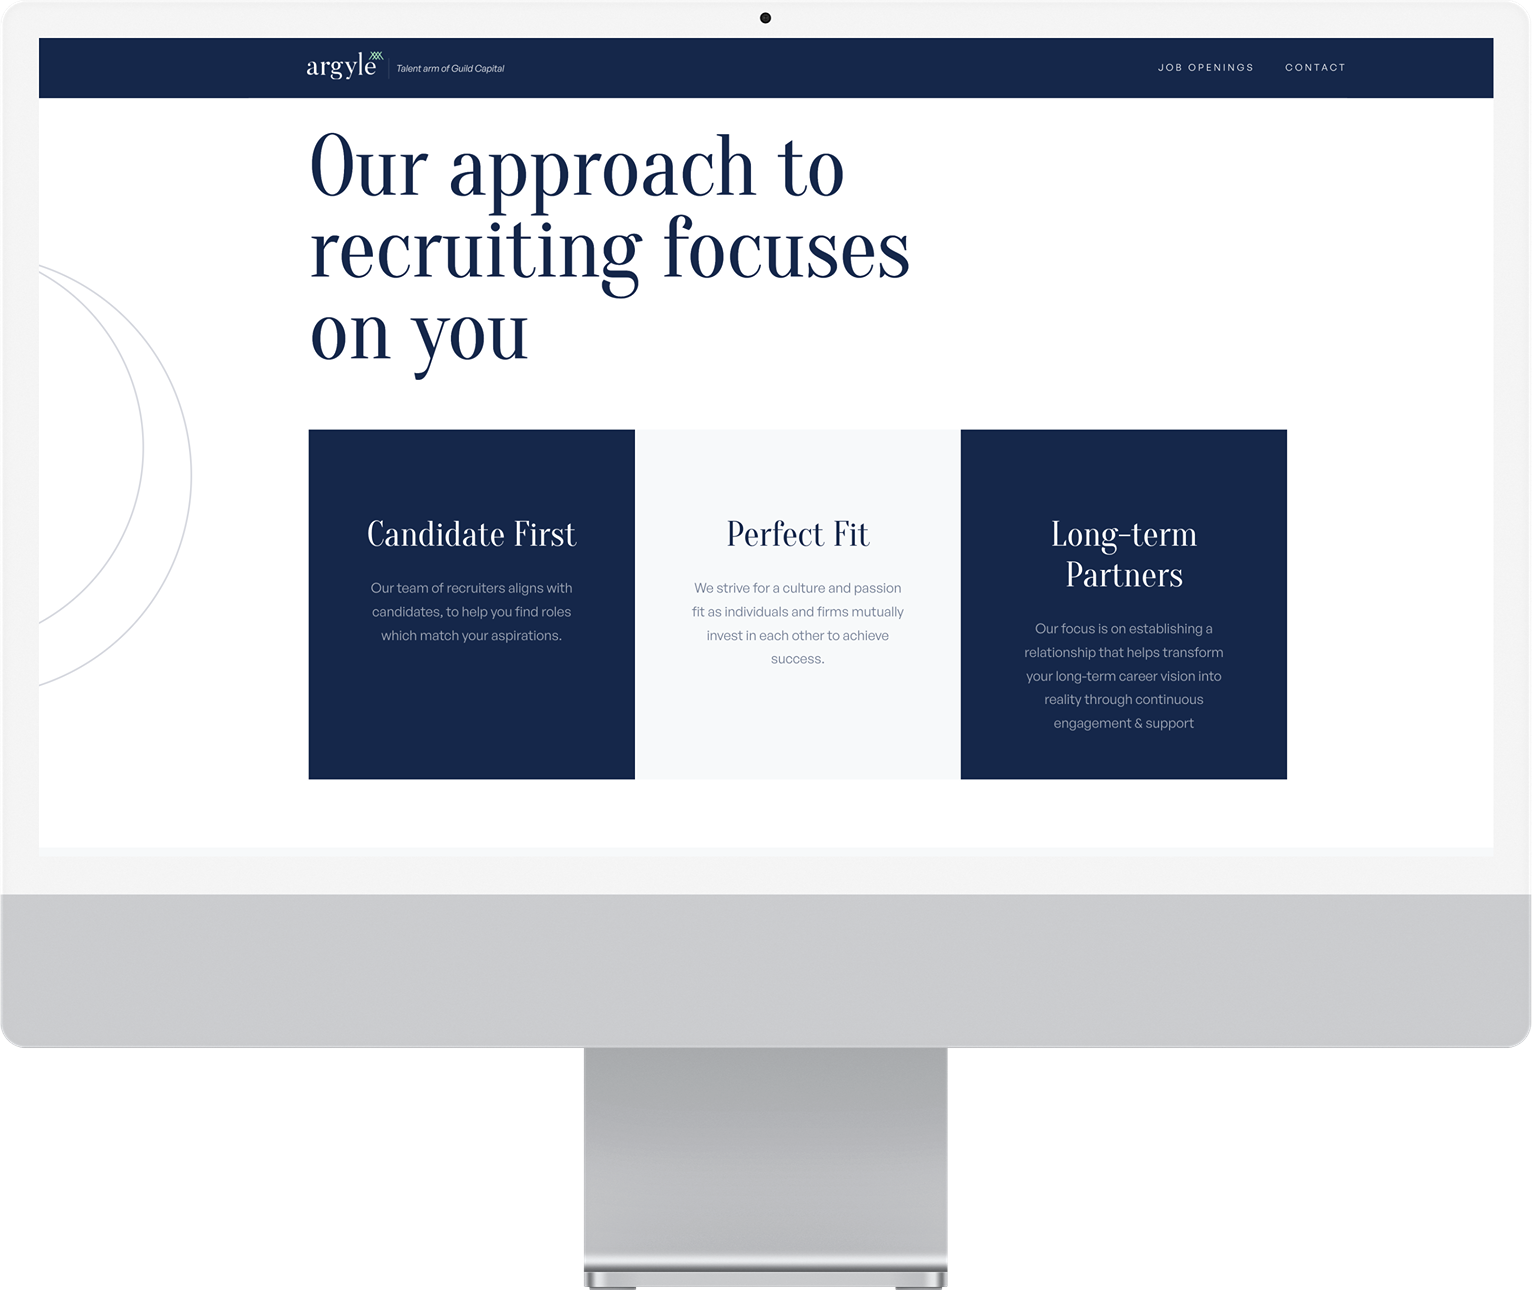 argyle
Talent arm of Guild Capital
JOB OPENINGS
CONTACT
Our approach to
recruiting focuses
on you
Candidate First
Our team of recruiters aligns with
candidates, to help you find roles
which match your aspirations.
Perfect Fit
We strive for a culture and passion
fit as individuals and firms mutually
invest in each other to achieve
success.
Long-term
Partners
Our focus is on establishing a
relationship that helps transform
your long-term career vision into
reality through continuous
engagement & support